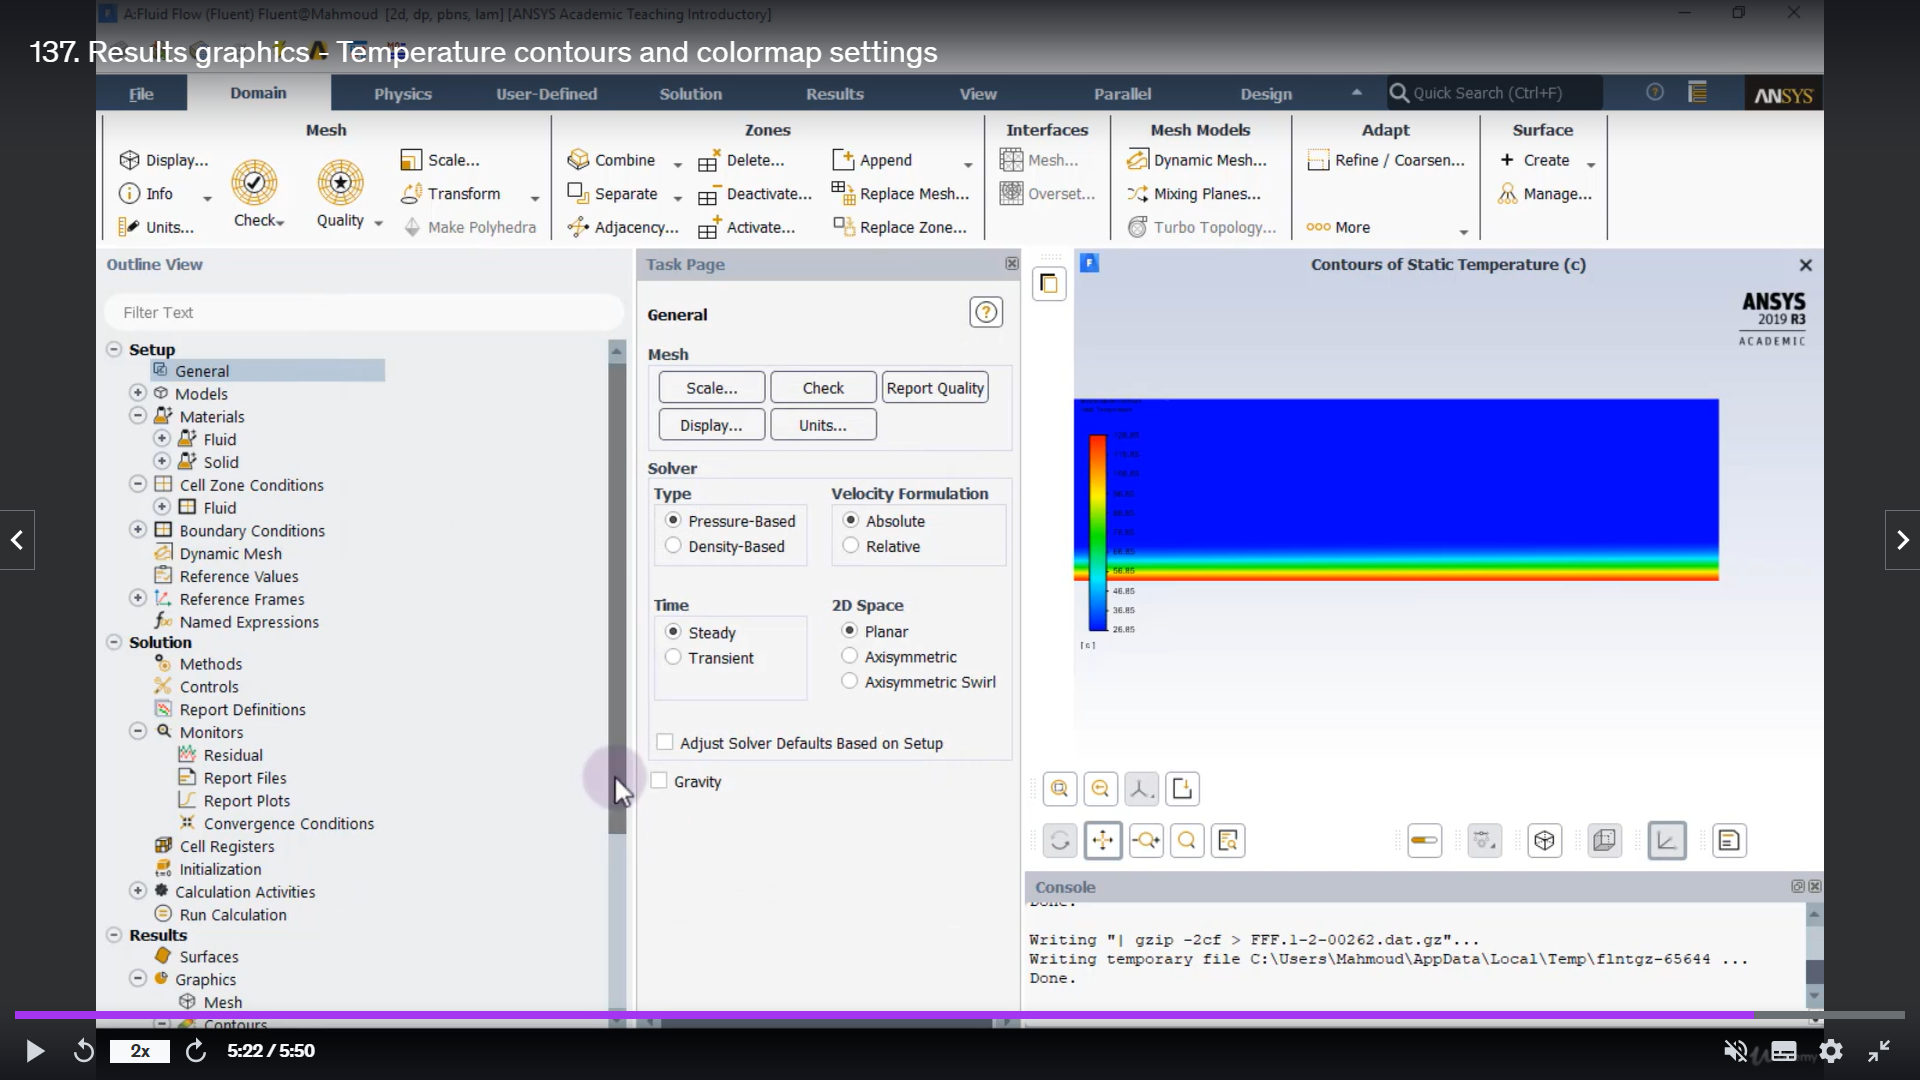 A:Fluid Flow (Fluent) Fluent@Mahmoud [2d, dp, pbns, lam] [ANSYS Academic Teaching Introductory]
137. Results graphics - Temperature contours and colormap settings
File
Domain
Physics
User-Defined
Solution
Results
View
Parallel
Design
Quick Search (Ctrl+F)
ANSYS
Mesh
Zones
Interfaces
Mesh Models
Adapt
Surface
Display...
Info
Units...
Check
Quality
Scale...
Transform
Make Polyhedra
Combine
Separate
Adjacency...
Delete...
Deactivate...
Activate...
Append
Replace Mesh...
Replace Zone...
Mesh...
Overset...
Dynamic Mesh...
Mixing Planes...
Turbo Topology...
Refine / Coarsen...
More
+ Create
Manage...
Outline View
Filter Text
Setup
General
Models
Materials
Fluid
Solid
Cell Zone Conditions
Fluid
Boundary Conditions
Dynamic Mesh
Reference Values
Reference Frames
Named Expressions
Solution
Methods
Controls
Report Definitions
Monitors
Residual
Report Files
Report Plots
Convergence Conditions
Cell Registers
Initialization
Calculation Activities
Run Calculation
Results
Surfaces
Graphics
Mesh
Contours
Task Page
General
Mesh
Scale...
Check
Report Quality
Display...
Units...
Solver
Type
Pressure-Based
Density-Based
Velocity Formulation
Absolute
Relative
Time
Steady
Transient
2D Space
Planar
Axisymmetric
Axisymmetric Swirl
Adjust Solver Defaults Based on Setup
Gravity
Contours of Static Temperature (c)
ANSYS
2019 R3
ACADEMIC
56.85
46.85
36.85
26.85
[c]
Console
Done.
Writing "| gzip -2cf > FFF.1-2-00262.dat.gz"...
Writing temporary file C:\Users\Mahmoud\AppData\Local\Temp\flntgz-65644 ...
Done.
2x
5:22 / 5:50